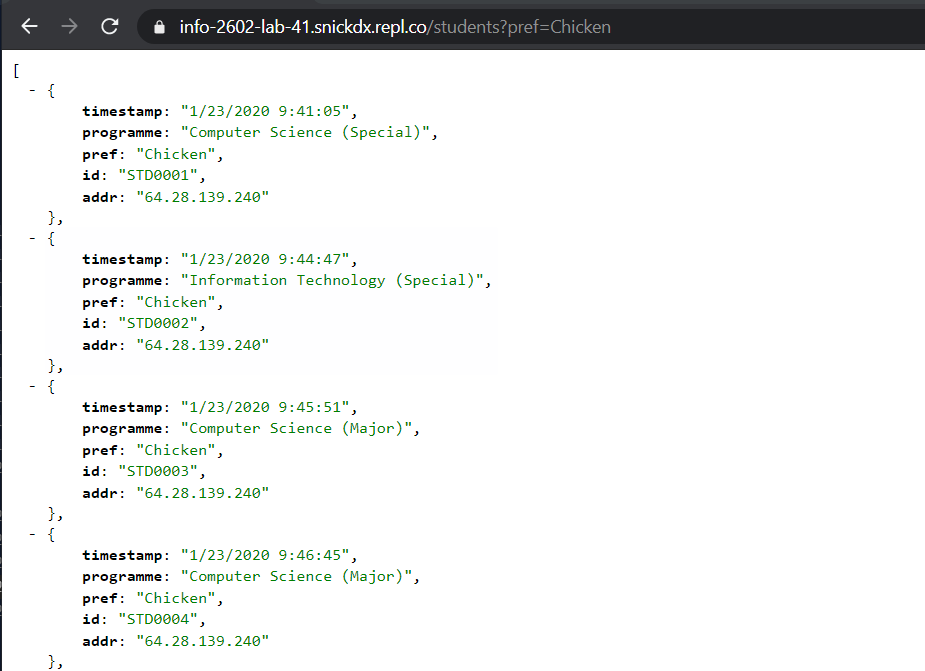 info-2602-lab-41.snickdx.repl.co/students?pref=Chicken
[
- {
timestamp: "1/23/2020 9:41:05",
programme: "Computer Science (Special)",
pref: "Chicken",
id: "STD0001",
addr: "64.28.139.240"
},
- {
timestamp: "1/23/2020 9:44:47",
programme: "Information Technology (Special)",
pref: "Chicken",
id: "STD0002",
addr: "64.28.139.240"
},
- {
timestamp: "1/23/2020 9:45:51",
programme: "Computer Science (Major)",
pref: "Chicken",
id: "STD0003",
addr: "64.28.139.240"
},
- {
timestamp: "1/23/2020 9:46:45",
programme: "Computer Science (Major)",
pref: "Chicken",
id: "STD0004",
addr: "64.28.139.240"
},